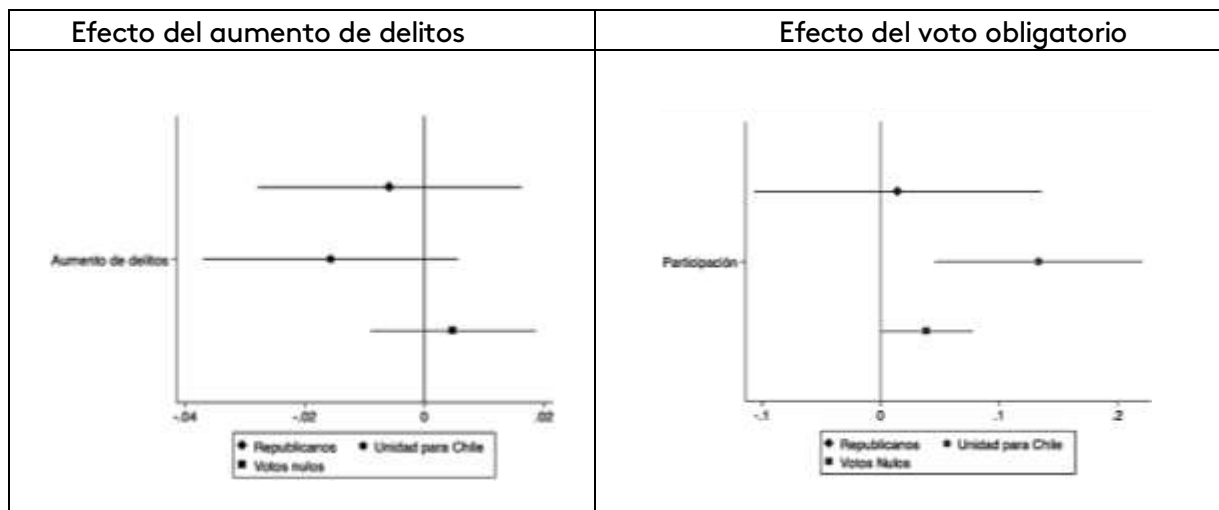 Efecto del aumento de delitos
Efecto del voto obligatorio
Aumento de delitos
-.04 -.02 0 .02
Republicanos Unidad para Chile
Votos nulos
Participación
-.1 0 .1 .2
Republicanos Unidad para Chile
Votos Nulos